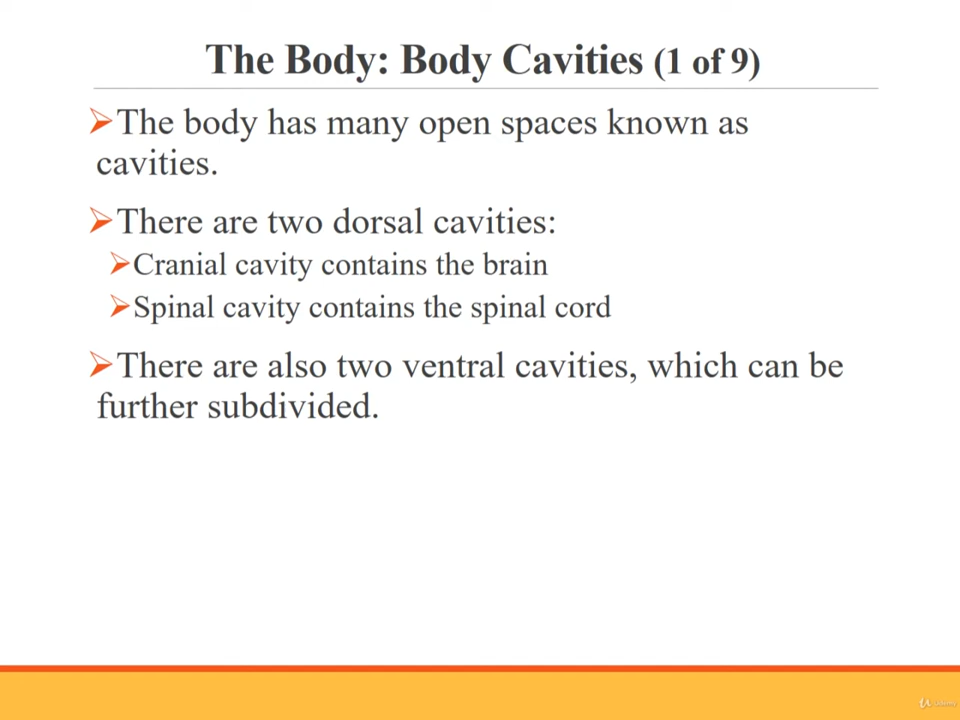 The Body: Body Cavities (1 of 9)
The body has many open spaces known as
cavities.
There are two dorsal cavities:
Cranial cavity contains the brain
Spinal cavity contains the spinal cord
There are also two ventral cavities, which can be
further subdivided.
Udemy